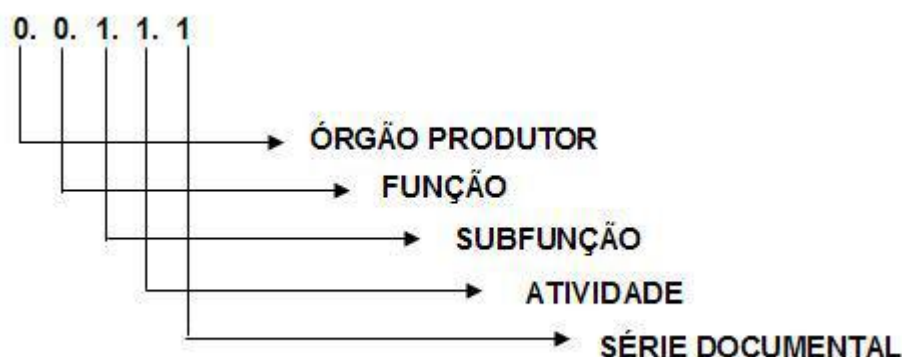 0. 0. 1. 1. 1
ÓRGÃO PRODUTOR
FUNÇÃO
SUBFUNÇÃO
ATIVIDADE
SÉRIE DOCUMENTAL